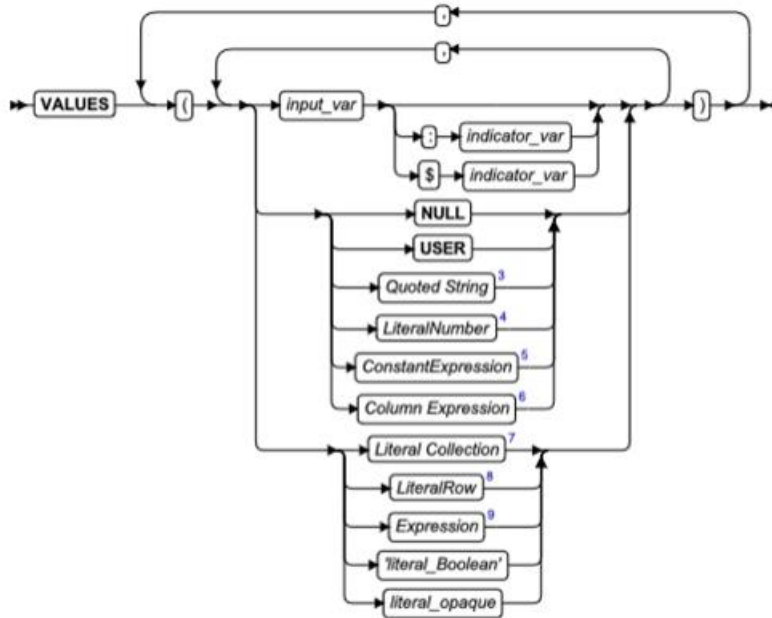 ,
,
VALUES ( input_var )
: indicator_var
$ indicator_var
NULL
USER
Quoted String 3
LiteralNumber 4
ConstantExpression 5
Column Expression 6
Literal Collection 7
LiteralRow 8
Expression 9
'literal_Boolean'
literal_opaque